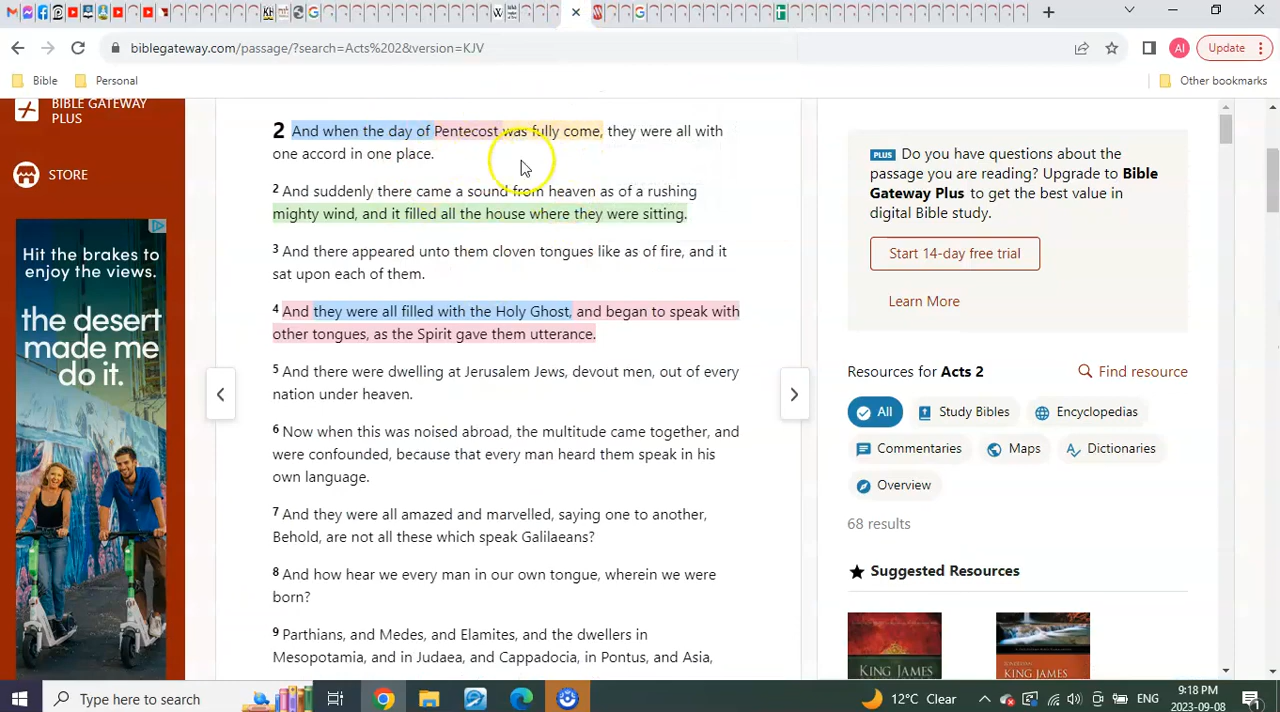 biblegateway.com/passage/?search=Acts%202&version=KJV
AI
Update
Bible
Personal
Other bookmarks
BIBLE GATEWAY
PLUS
STORE
Hit the brakes to
enjoy the views.
the desert
made me
do it.
2 And when the day of Pentecost was fully come, they were all with
one accord in one place.
2 And suddenly there came a sound from heaven as of a rushing
mighty wind, and it filled all the house where they were sitting.
3 And there appeared unto them cloven tongues like as of fire, and it
sat upon each of them.
4 And they were all filled with the Holy Ghost, and began to speak with
other tongues, as the Spirit gave them utterance.
5 And there were dwelling at Jerusalem Jews, devout men, out of every
nation under heaven.
6 Now when this was noised abroad, the multitude came together, and
were confounded, because that every man heard them speak in his
own language.
7 And they were all amazed and marvelled, saying one to another,
Behold, are not all these which speak Galilaeans?
8 And how hear we every man in our own tongue, wherein we were
born?
9 Parthians, and Medes, and Elamites, and the dwellers in
Mesopotamia, and in Judaea, and Cappadocia, in Pontus, and Asia,
PLUS Do you have questions about the
passage you are reading? Upgrade to Bible
Gateway Plus to get the best value in
digital Bible study.
Start 14-day free trial
Learn More
Resources for Acts 2
Find resource
All
Study Bibles
Encyclopedias
Commentaries
Maps
Dictionaries
Overview
68 results
Suggested Resources
KING JAMES
KING JAMES
Type here to search
12°C Clear
ENG
9:18 PM
2023-09-08